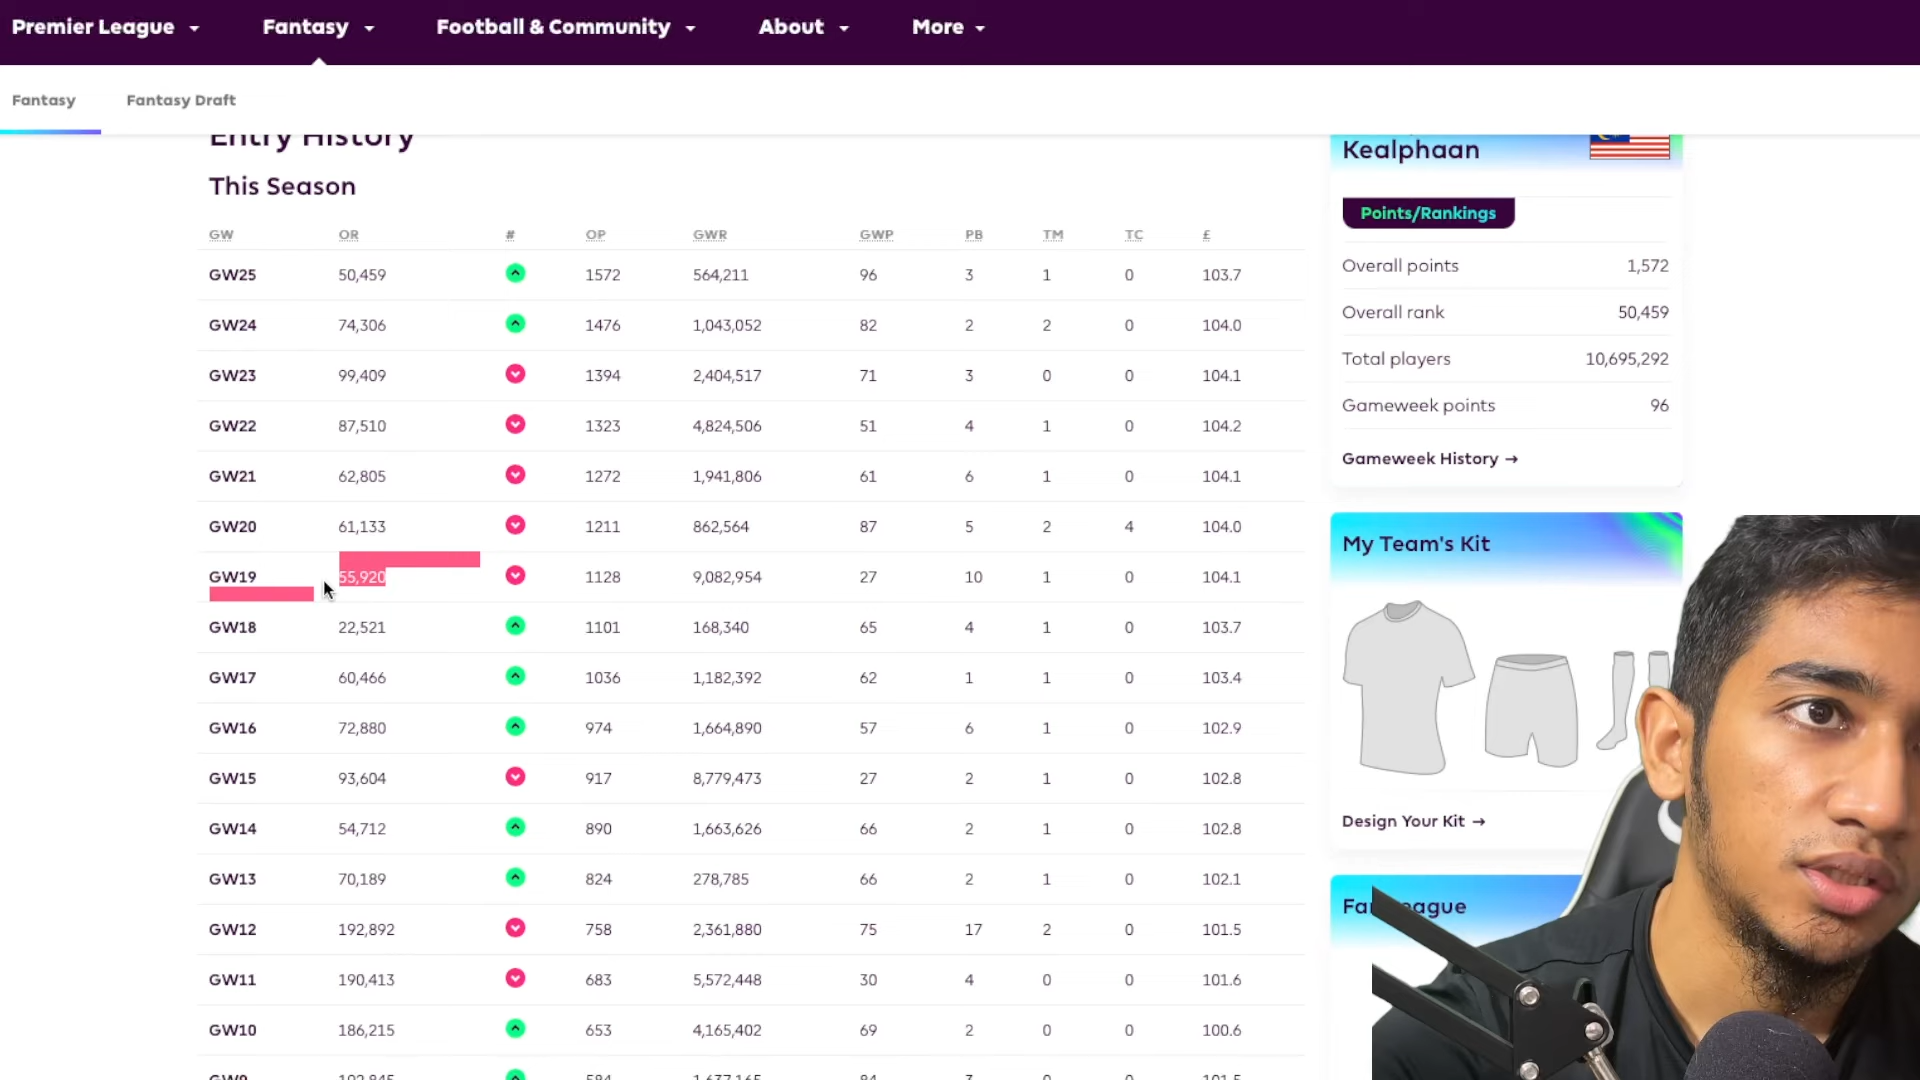 Premier League
Fantasy
Football & Community
About
More
Fantasy
Fantasy Draft
Entry History
This Season
GW OR # OP GWR GWP PB TM TC £
GW25 50,459 1572 564,211 96 3 1 0 103.7
GW24 74,306 1476 1,043,052 82 2 2 0 104.0
GW23 99,409 1394 2,404,517 71 3 0 0 104.1
GW22 87,510 1323 4,824,506 51 4 1 0 104.2
GW21 62,805 1272 1,941,806 61 6 1 0 104.1
GW20 61,133 1211 862,564 87 5 2 4 104.0
GW19 55,920 1128 9,082,954 27 10 1 0 104.1
GW18 22,521 1101 168,340 65 4 1 0 103.7
GW17 60,466 1036 1,182,392 62 1 1 0 103.4
GW16 72,880 974 1,664,890 57 6 1 0 102.9
GW15 93,604 917 8,779,473 27 2 1 0 102.8
GW14 54,712 890 1,663,626 66 2 1 0 102.8
GW13 70,189 824 278,785 66 2 1 0 102.1
GW12 192,892 758 2,361,880 75 17 2 0 101.5
GW11 190,413 683 5,572,448 30 4 0 0 101.6
GW10 186,215 653 4,165,402 69 2 0 0 100.6
Kealphaan
Points/Rankings
Overall points 1,572
Overall rank 50,459
Total players 10,695,292
Gameweek points 96
Gameweek History →
My Team's Kit
Design Your Kit →